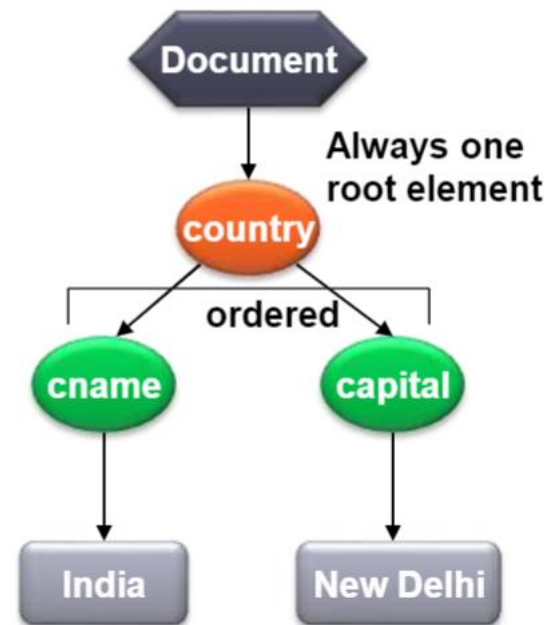 Document
Always one
root element
country
ordered
cname
capital
India
New Delhi